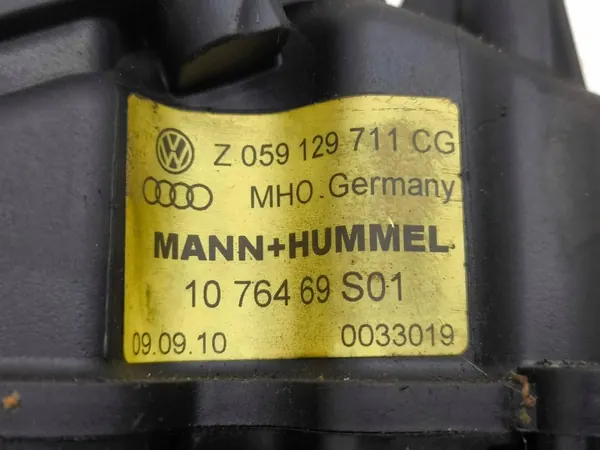 Z 059 129 711 CG
MHO. Germany
MANN+HUMMEL
10 764 69 S01
09.09.10 0033019